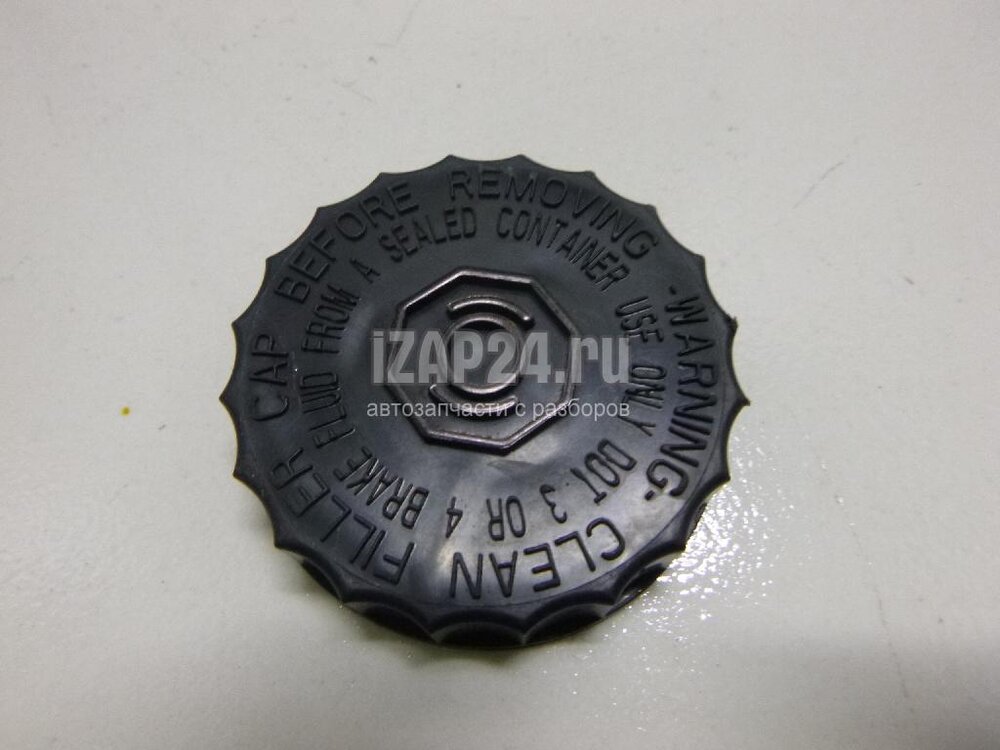 -WARNING- CLEAN FILLER CAP BEFORE REMOVING
USE ONLY DOT 3 OR 4 BRAKE FLUID FROM A SEALED CONTAINER
iZAP24.ru
автозапчасти с разборов